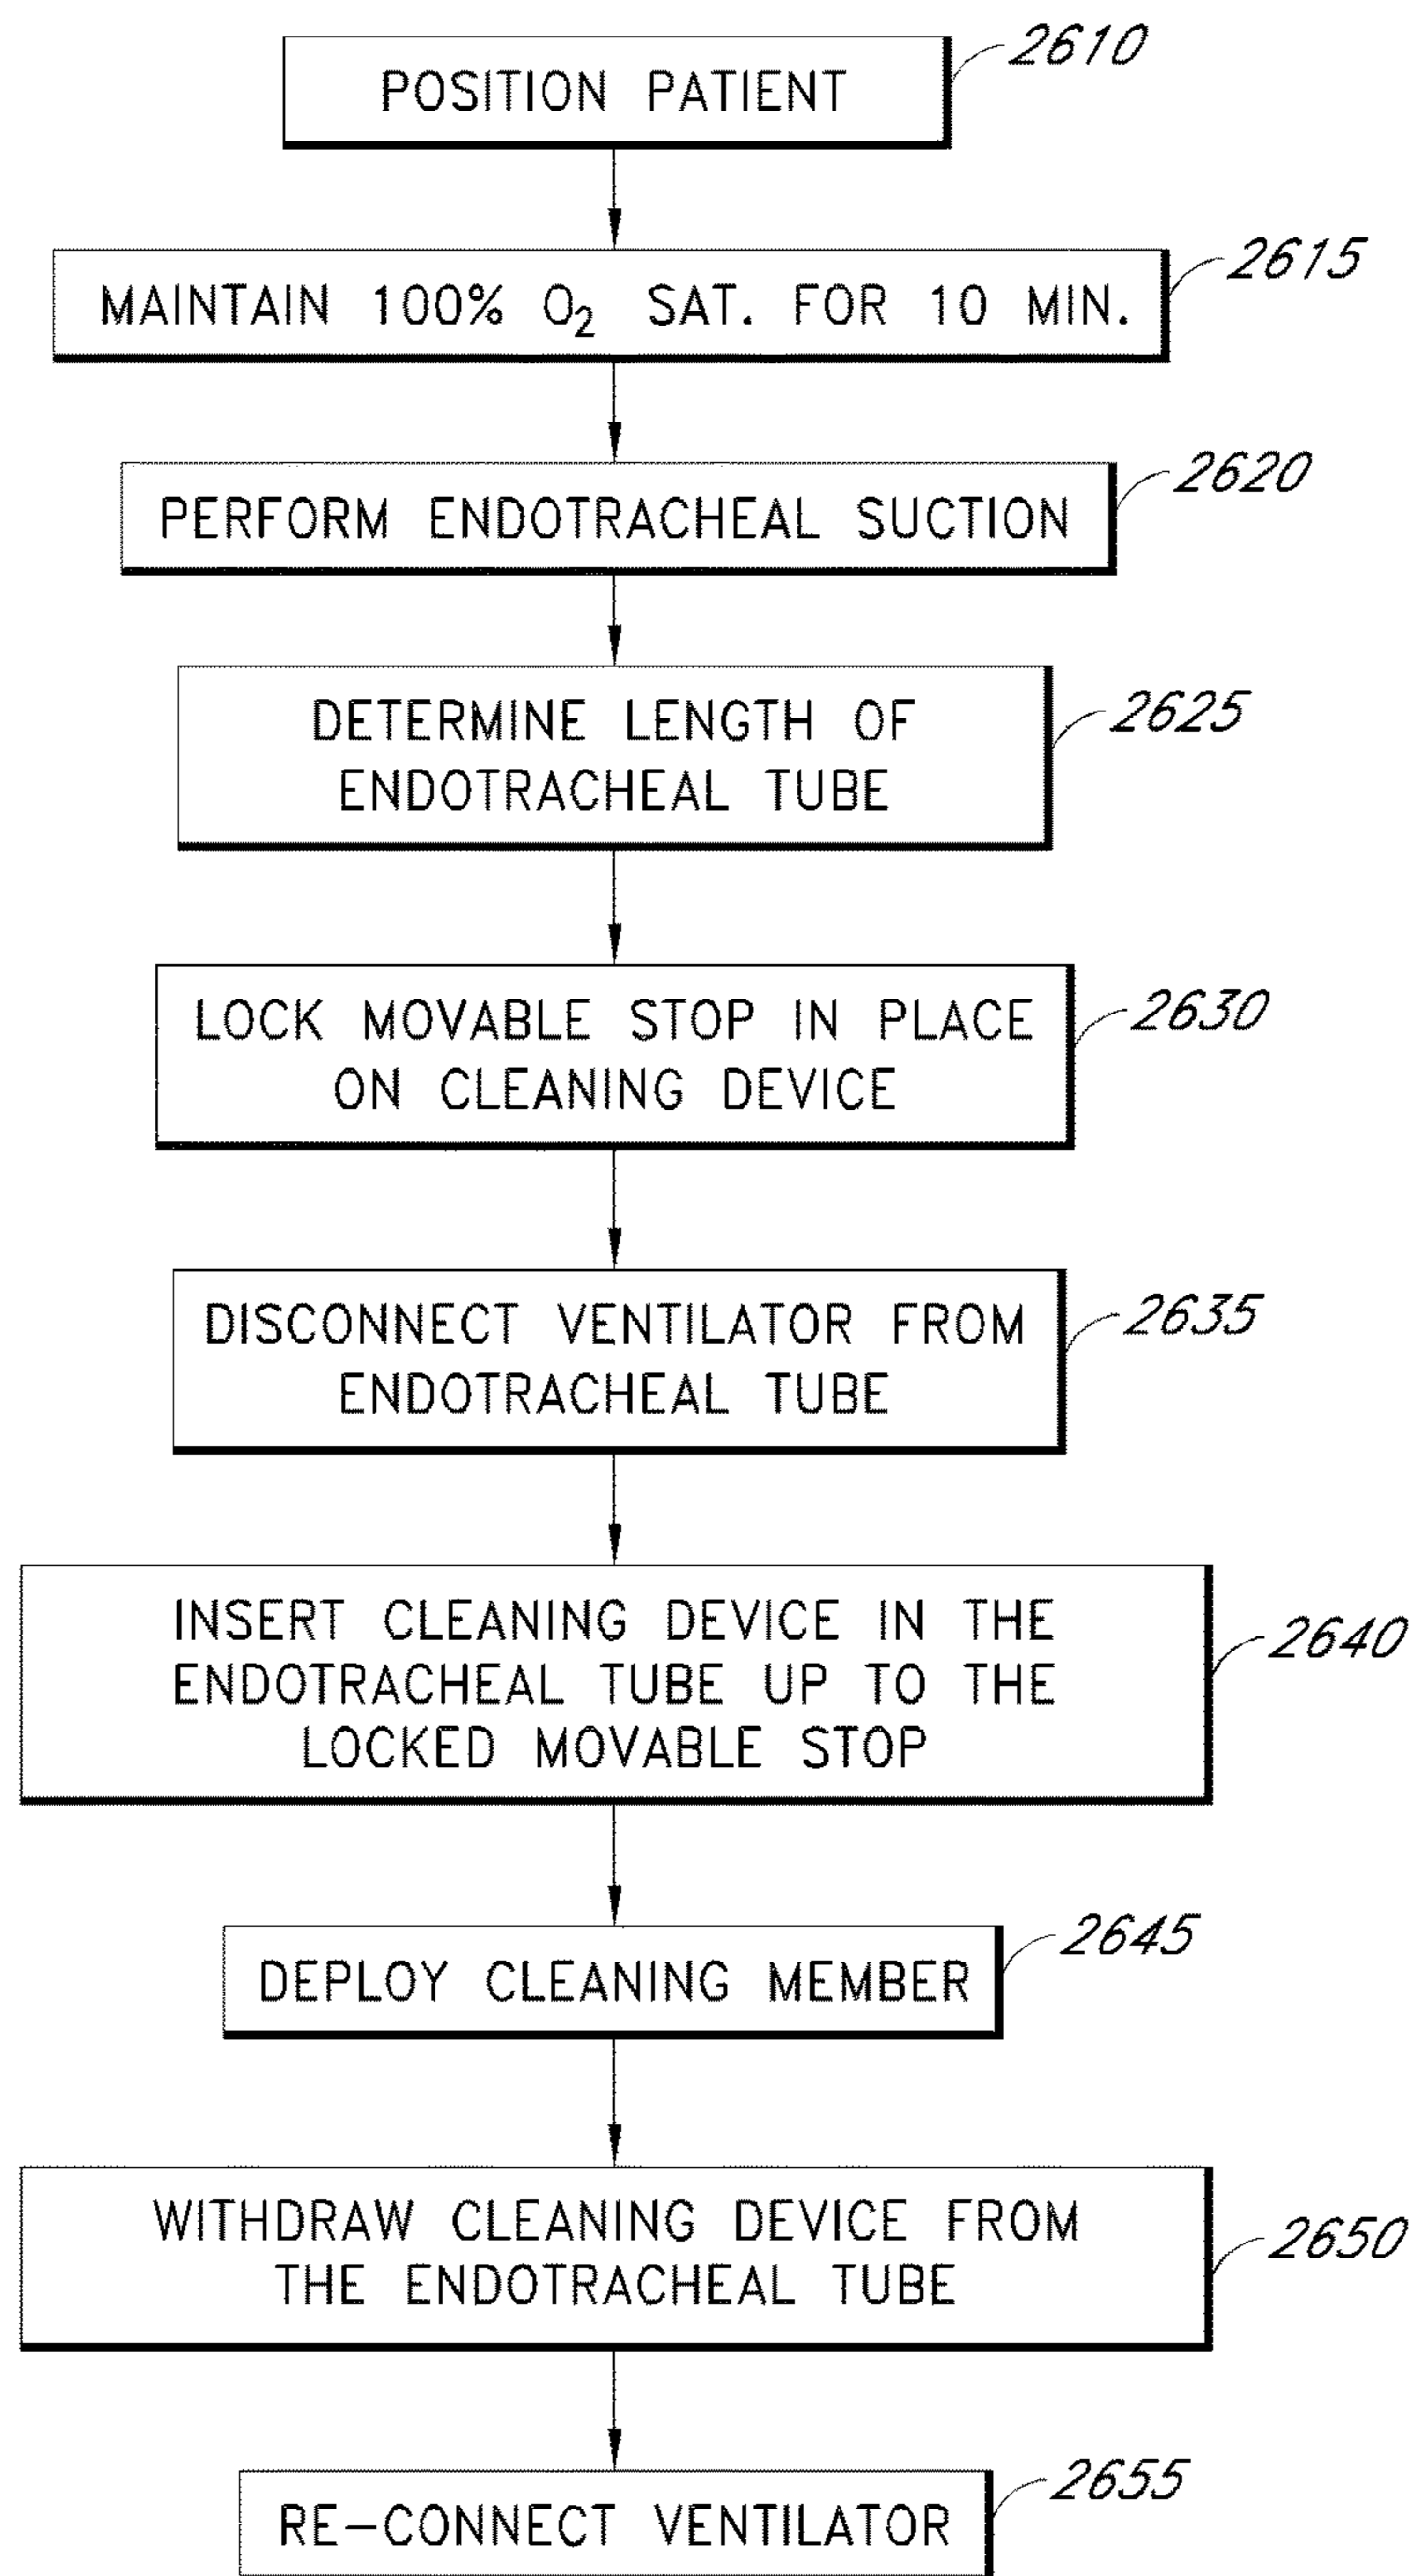 POSITION PATIENT
2610
MAINTAIN 100% O₂ SAT. FOR 10 MIN.
2615
PERFORM ENDOTRACHEAL SUCTION
2620
DETERMINE LENGTH OF
ENDOTRACHEAL TUBE
2625
LOCK MOVABLE STOP IN PLACE
ON CLEANING DEVICE
2630
DISCONNECT VENTILATOR FROM
ENDOTRACHEAL TUBE
2635
INSERT CLEANING DEVICE IN THE
ENDOTRACHEAL TUBE UP TO THE
LOCKED MOVABLE STOP
2640
DEPLOY CLEANING MEMBER
2645
WITHDRAW CLEANING DEVICE FROM
THE ENDOTRACHEAL TUBE
2650
RE-CONNECT VENTILATOR
2655